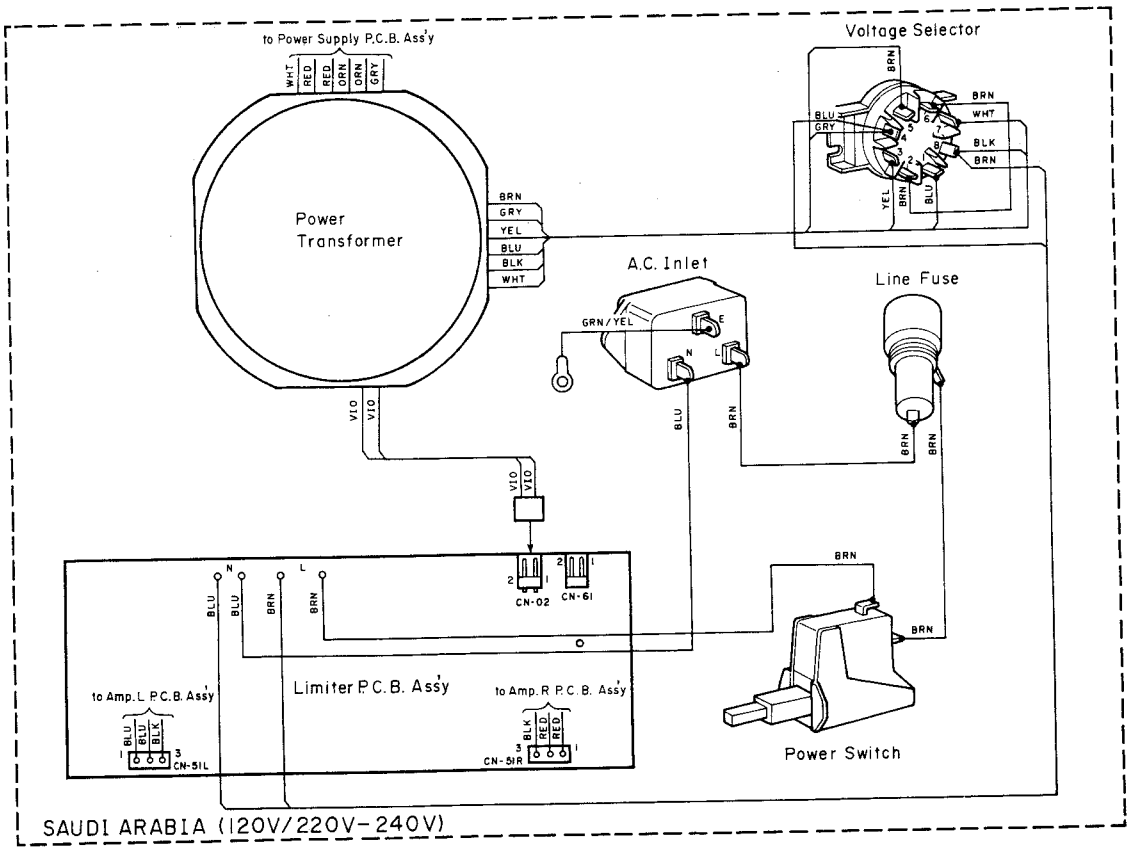 to Power Supply P.C.B. Ass'y
WHT
RED
RED
ORN
ORN
GRY
Power
Transformer
BRN
GRY
YEL
BLU
BLK
WHT
VIO
VIO
VIO
VIO
Voltage Selector
BRN
BLU
GRY
BRN
WHT
BLK
BRN
5
6
7
8
4
3
2
1
YEL
BRN
BLU
A.C. Inlet
GRN/YEL
E
N
L
BLU
BRN
Line Fuse
BRN
BRN
BRN
BRN
Power Switch
N
L
BLU
BLU
BRN
BRN
2
1
CN-02
2
1
CN-61
Limiter P.C.B. Ass'y
to Amp. L P.C.B. Ass'y
BLU
BLU
BLK
1
3
CN-51L
to Amp. R P.C.B. Ass'y
BLK
RED
RED
3
1
CN-51R
SAUDI ARABIA (120V/220V-240V)